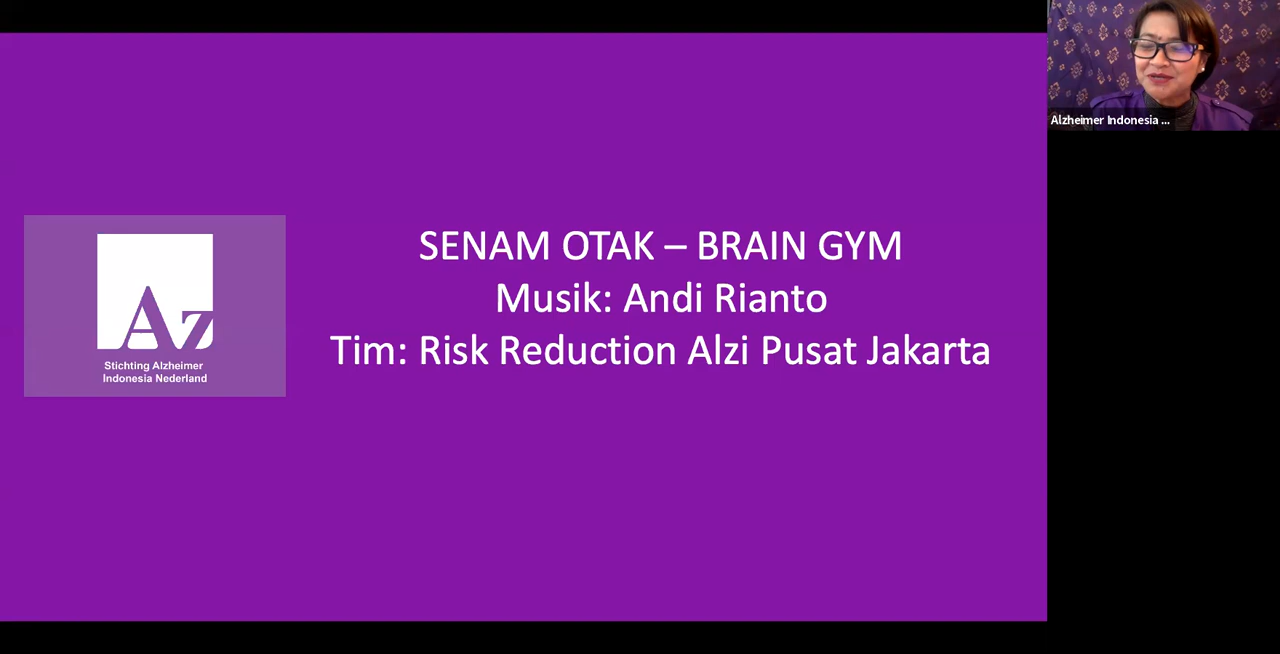 SENAM OTAK – BRAIN GYM
Musik: Andi Rianto
Tim: Risk Reduction Alzi Pusat Jakarta
Az
Stichting Alzheimer
Indonesia Nederland
Alzheimer Indonesia ...